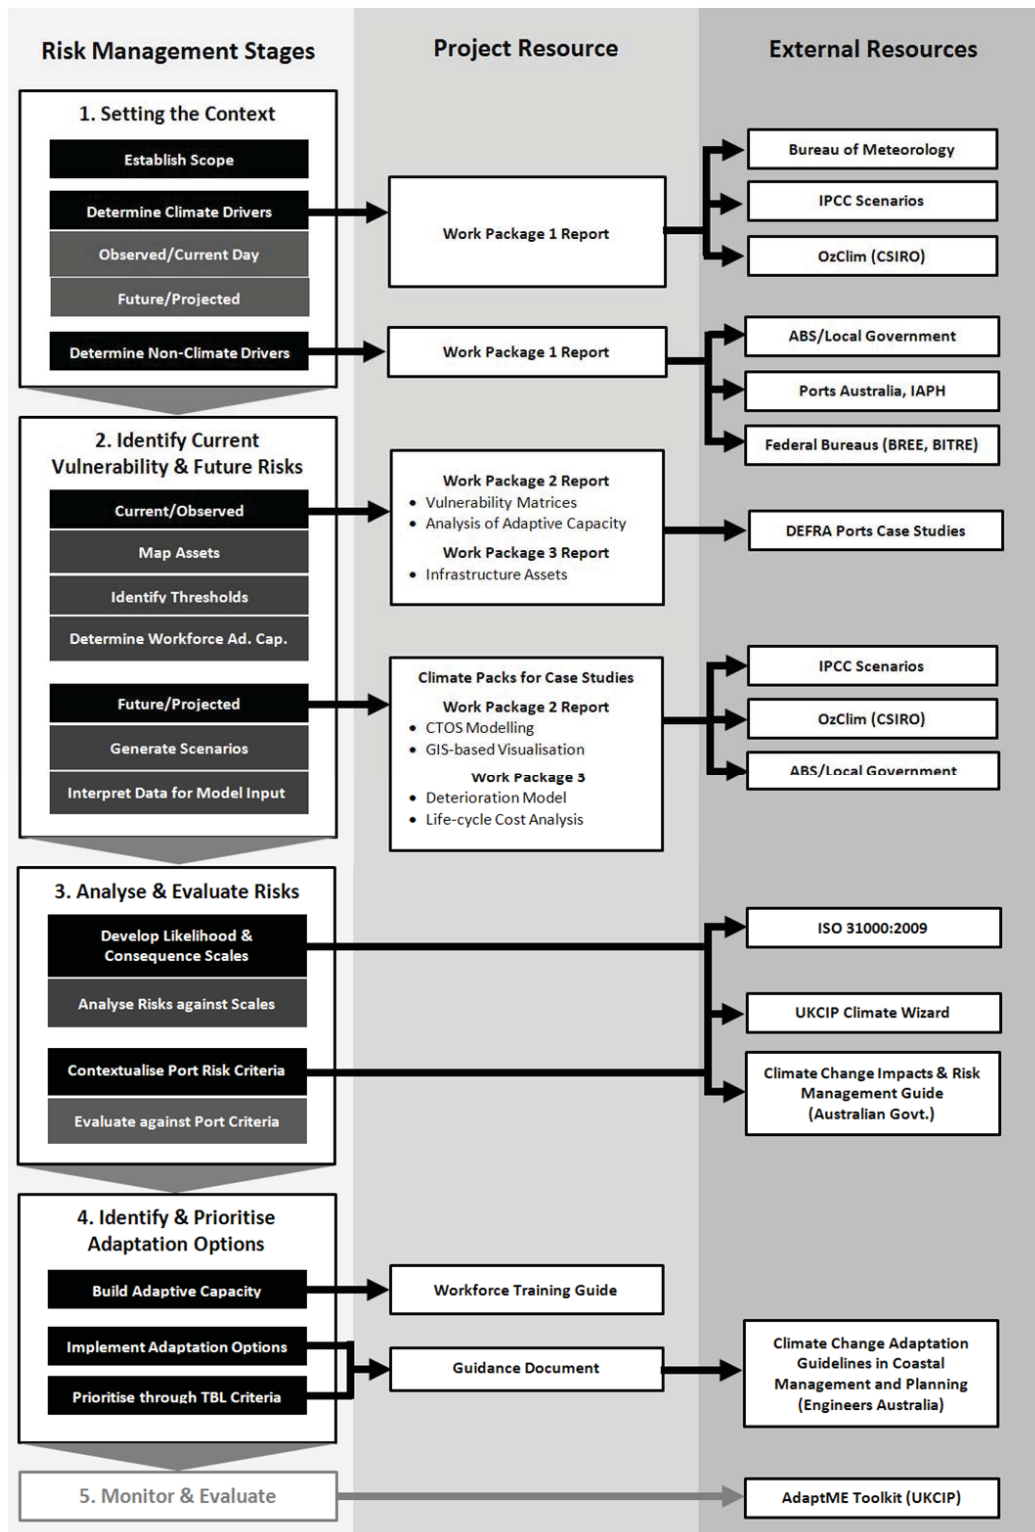 Risk Management Stages
Project Resource
External Resources
1. Setting the Context
Establish Scope
Determine Climate Drivers
Observed/Current Day
Future/Projected
Determine Non-Climate Drivers
Work Package 1 Report
Work Package 1 Report
Bureau of Meteorology
IPCC Scenarios
OzClim (CSIRO)
ABS/Local Government
Ports Australia, IAPH
Federal Bureaus (BREE, BITRE)
2. Identify Current
Vulnerability & Future Risks
Current/Observed
Map Assets
Identify Thresholds
Determine Workforce Ad. Cap.
Future/Projected
Generate Scenarios
Interpret Data for Model Input
Work Package 2 Report
• Vulnerability Matrices
• Analysis of Adaptive Capacity
Work Package 3 Report
• Infrastructure Assets
DEFRA Ports Case Studies
Climate Packs for Case Studies
Work Package 2 Report
• CTOS Modelling
• GIS-based Visualisation
Work Package 3
• Deterioration Model
• Life-cycle Cost Analysis
IPCC Scenarios
OzClim (CSIRO)
ABS/Local Government
3. Analyse & Evaluate Risks
Develop Likelihood &
Consequence Scales
Analyse Risks against Scales
Contextualise Port Risk Criteria
Evaluate against Port Criteria
ISO 31000:2009
UKCIP Climate Wizard
Climate Change Impacts & Risk
Management Guide
(Australian Govt.)
4. Identify & Prioritise
Adaptation Options
Build Adaptive Capacity
Implement Adaptation Options
Prioritise through TBL Criteria
Workforce Training Guide
Guidance Document
Climate Change Adaptation
Guidelines in Coastal
Management and Planning
(Engineers Australia)
5. Monitor & Evaluate
AdaptME Toolkit (UKCIP)